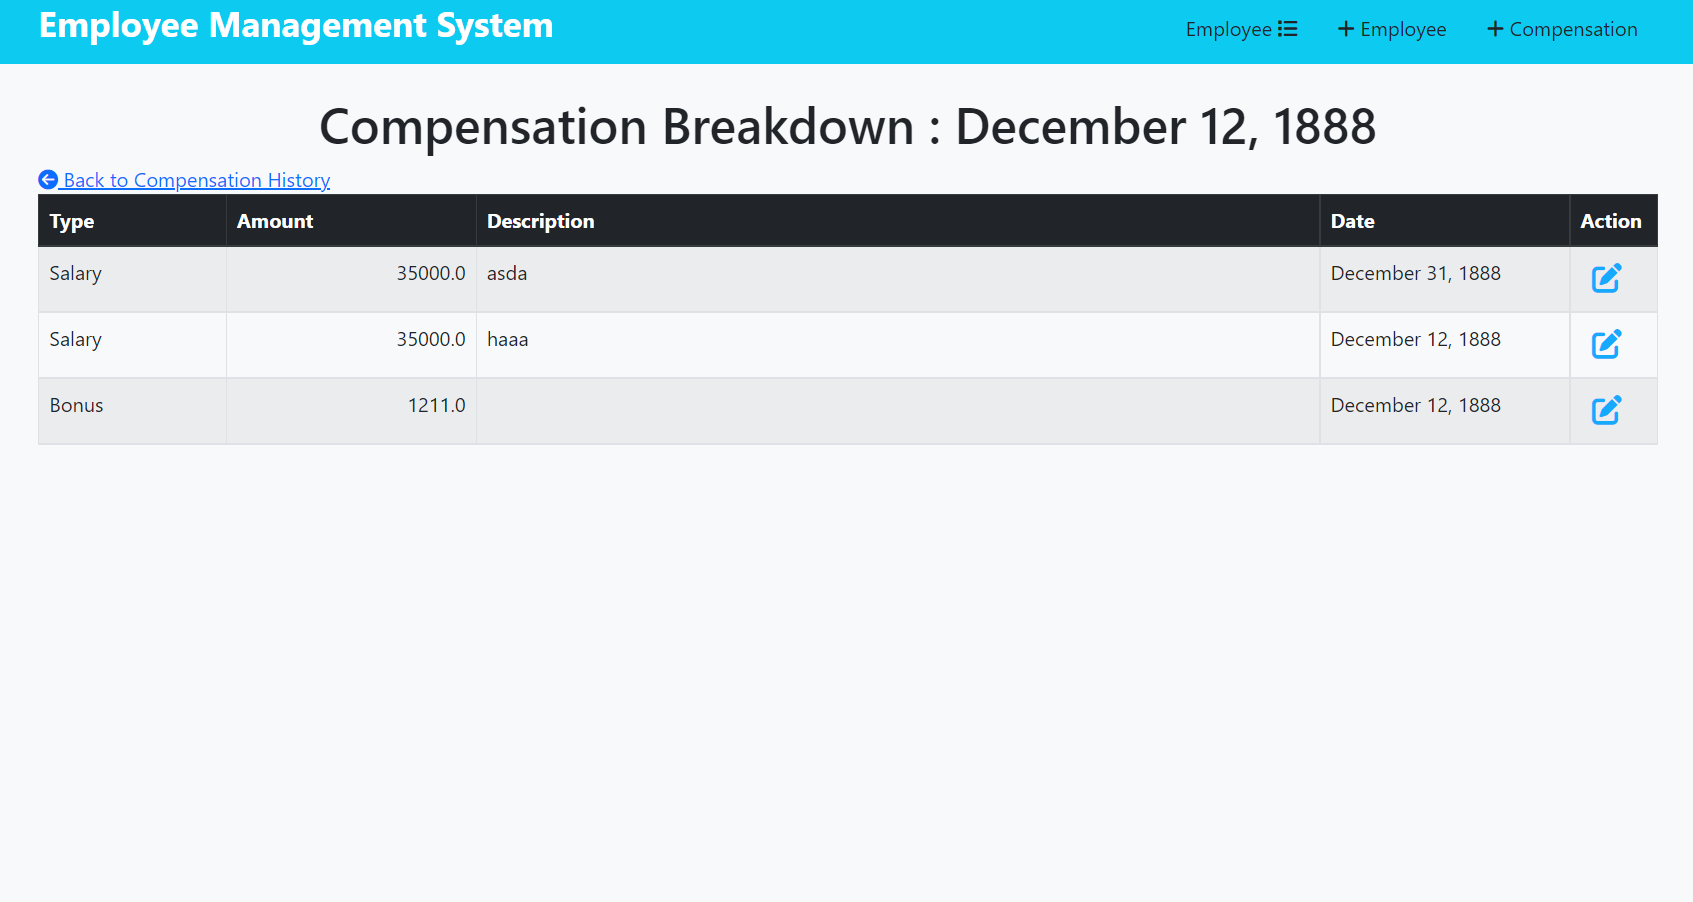 Employee Management System
Employee
Employee
Compensation
Compensation Breakdown : December 12, 1888
Back to Compensation History
Type Amount Description Date Action
Salary 35000.0 asda December 31, 1888
Salary 35000.0 haaa December 12, 1888
Bonus 1211.0 December 12, 1888